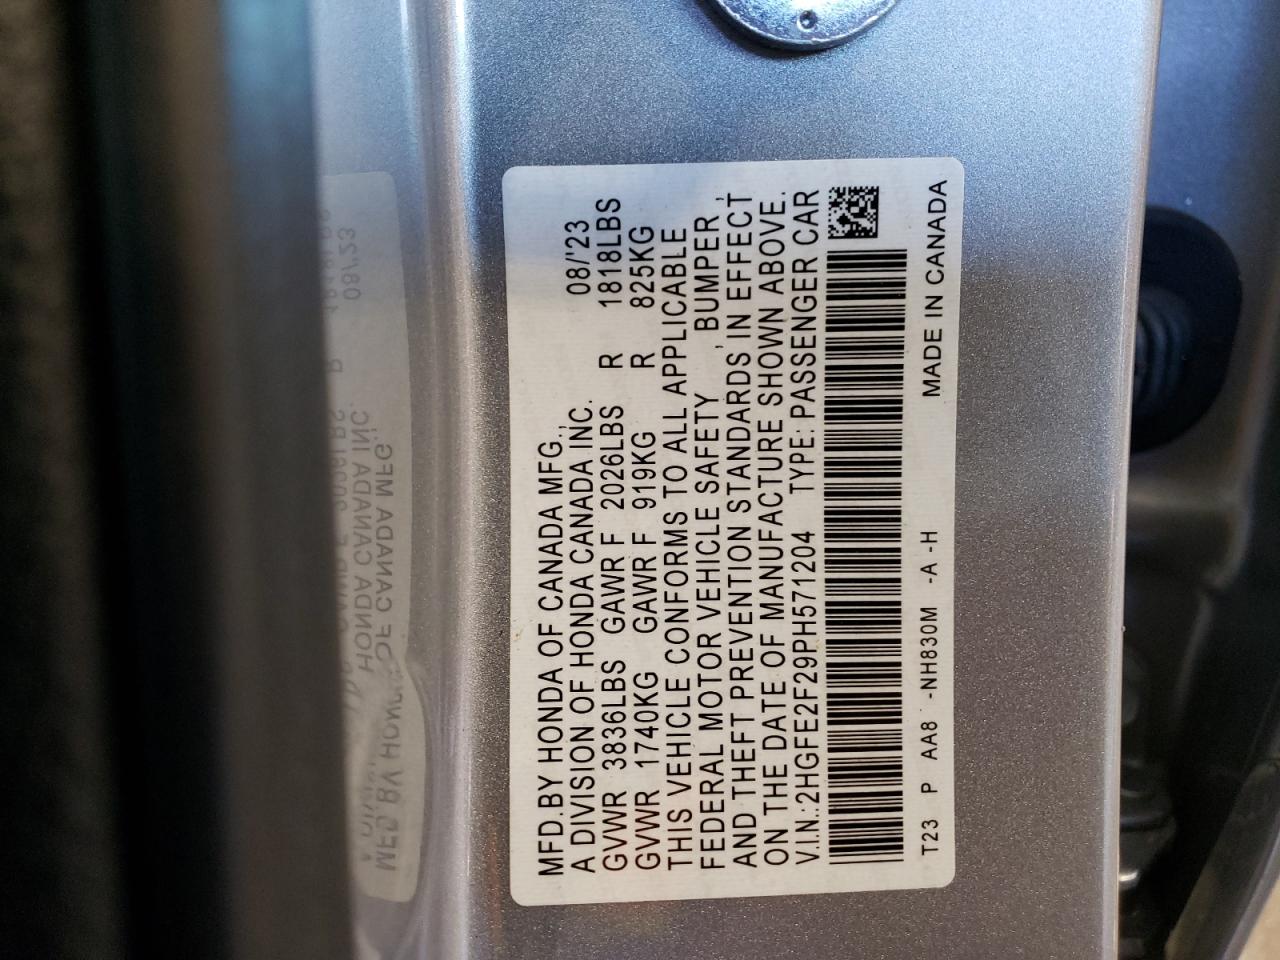 MFD.BY HONDA OF CANADA MFG., 08/'23
A DIVISION OF HONDA CANADA INC.
GVWR 3836LBS GAWR F 2026LBS R 1818LBS
GVWR 1740KG GAWR F 919KG R 825KG
THIS VEHICLE CONFORMS TO ALL APPLICABLE
FEDERAL MOTOR VEHICLE SAFETY , BUMPER ,
AND THEFT PREVENTION STANDARDS IN EFFECT
ON THE DATE OF MANUFACTURE SHOWN ABOVE.
V.I.N.:2HGFE2F29PH571204 TYPE:PASSENGER CAR
T23 P AA8 -NH830M -A -H MADE IN CANADA